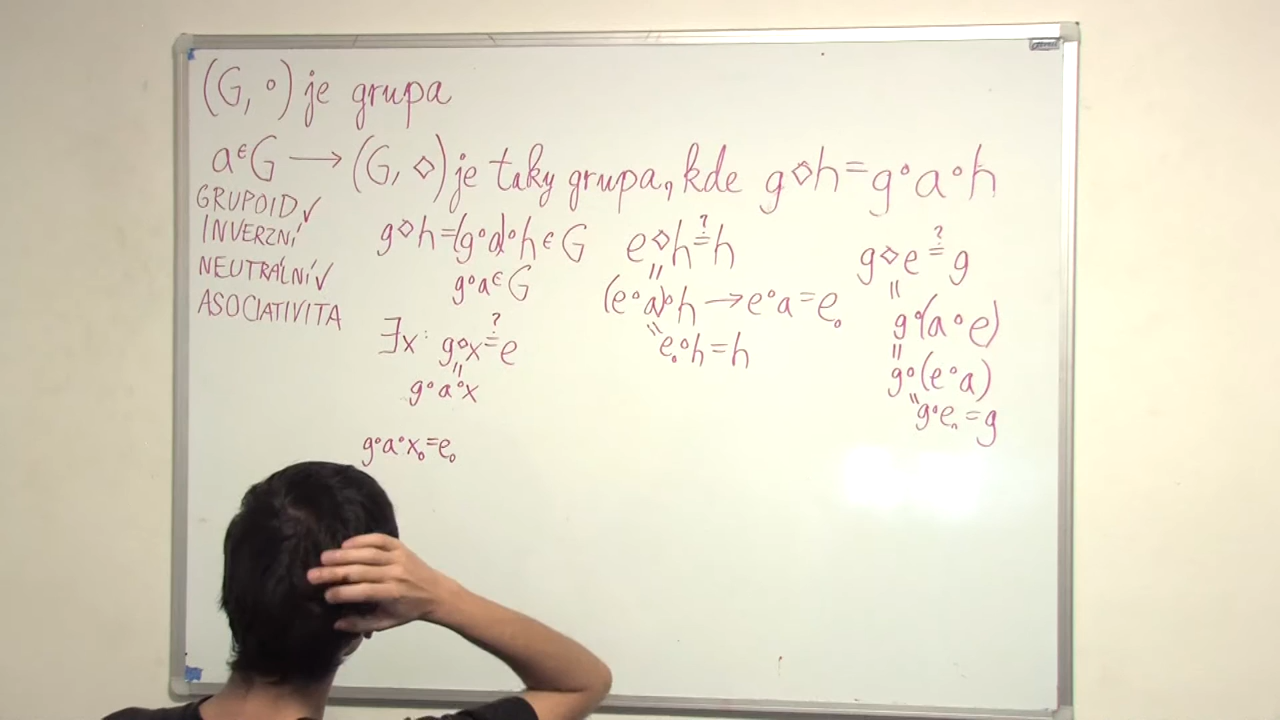 (G, ∘) je grupa
a∈G → (G, ◇) je taky grupa, kde g◇h=g∘a∘h
GRUPOID ✓
INVERZNÍ
NEUTRÁLNÍ ✓
ASOCIATIVITA
g◇h=(g∘a)∘h∈G
g∘a∈G
∃x: g◇x ?= e
=
g∘a∘x
g∘a∘x₀=e₀
e◇h ?= h
=
(e∘a)∘h → e∘a=e₀
=
e₀∘h=h
g◇e ?= g
=
g∘(a∘e)
=
g∘(e∘a)
=
g∘e₀=g